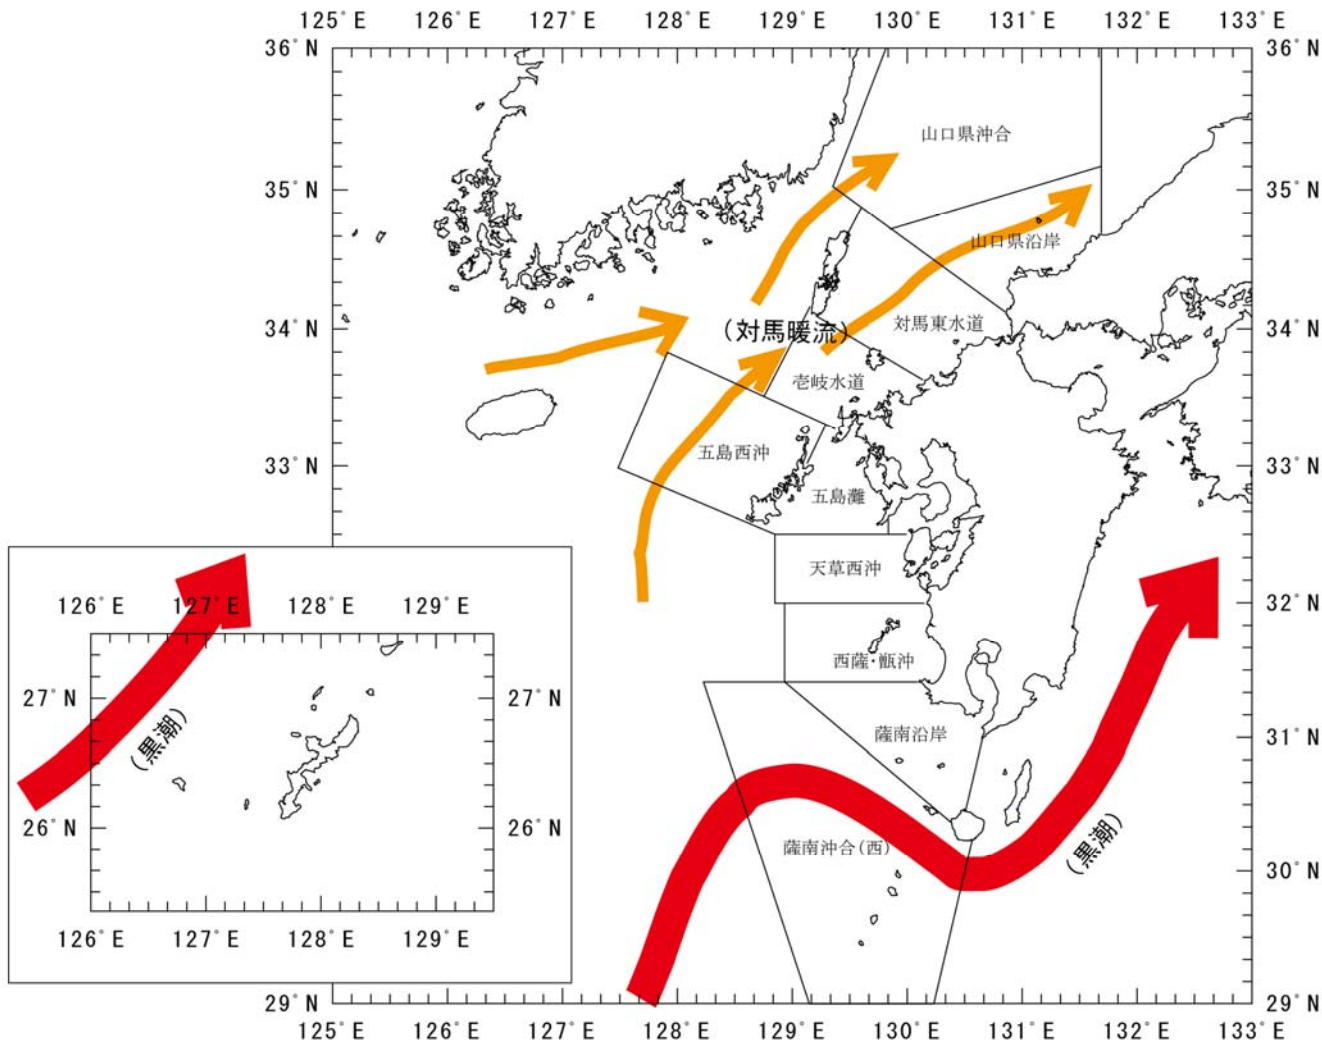 125°E 126°E 127°E 128°E 129°E 130°E 131°E 132°E 133°E
36°N 36°N
山口県沖合
35°N 35°N
山口県沿岸
(対馬暖流) 対馬東水道
34°N 34°N
壱岐水道
五島西沖
33°N 33°N
五島灘
天草西沖
126°E 127°E 128°E 129°E
32°N
西薩・甑沖
27°N 27°N
(黒潮)
薩南沿岸
31°N
26°N 26°N
薩南沖合(西)
(黒潮)
30°N
126°E 127°E 128°E 129°E
29°N 29°N
125°E 126°E 127°E 128°E 129°E 130°E 131°E 132°E 133°E